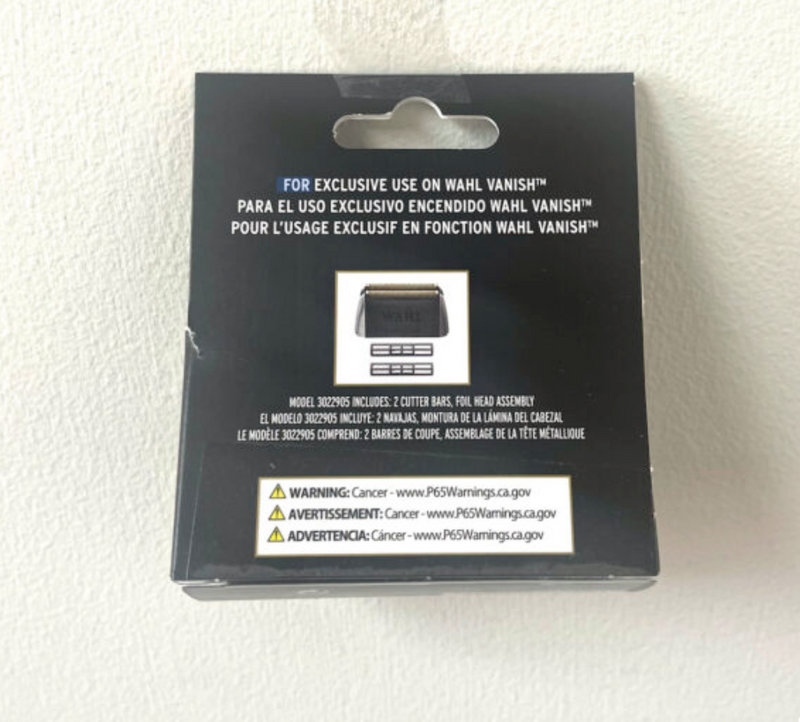 FOR EXCLUSIVE USE ON WAHL VANISH™
PARA EL USO EXCLUSIVO ENCENDIDO WAHL VANISH™
POUR L'USAGE EXCLUSIF EN FONCTION WAHL VANISH™
WAHL
MODEL 3022905 INCLUDES: 2 CUTTER BARS, FOIL HEAD ASSEMBLY
EL MODELO 3022905 INCLUYE: 2 NAVAJAS, MONTURA DE LA LÁMINA DEL CABEZAL
LE MODÈLE 3022905 COMPREND: 2 BARRES DE COUPE, ASSEMBLAGE DE LA TÊTE MÉTALLIQUE
WARNING: Cancer - www.P65Warnings.ca.gov
AVERTISSEMENT: Cancer - www.P65Warnings.ca.gov
ADVERTENCIA: Cáncer - www.P65Warnings.ca.gov